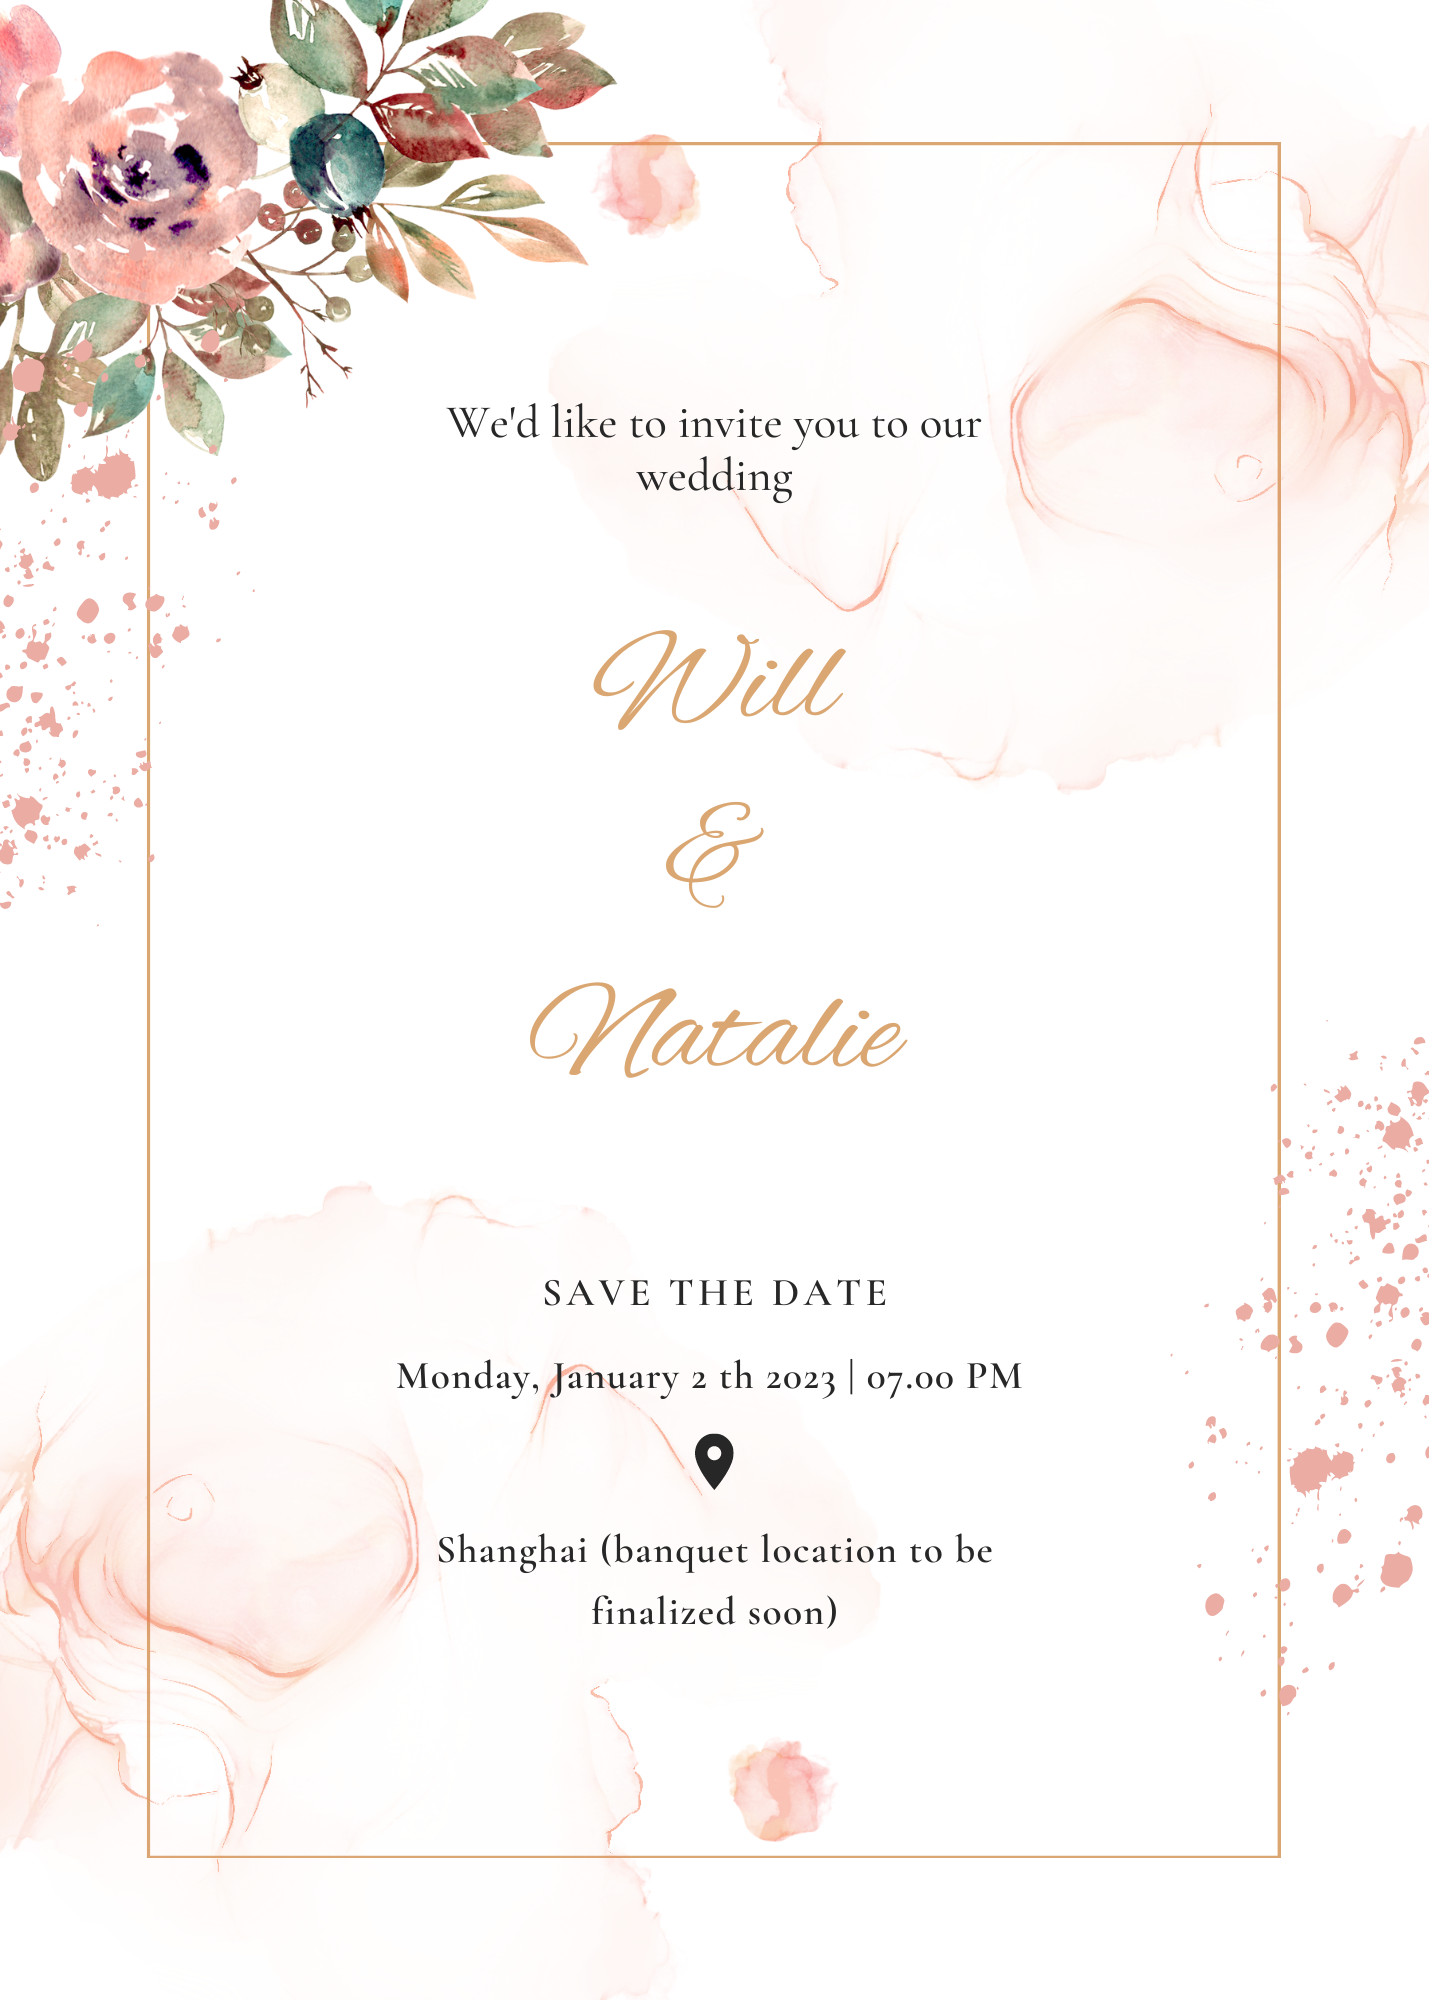 We'd like to invite you to our
wedding
Will
&
Natalie
SAVE THE DATE
Monday, January 2 th 2023 | 07.00 PM
Shanghai (banquet location to be
finalized soon)